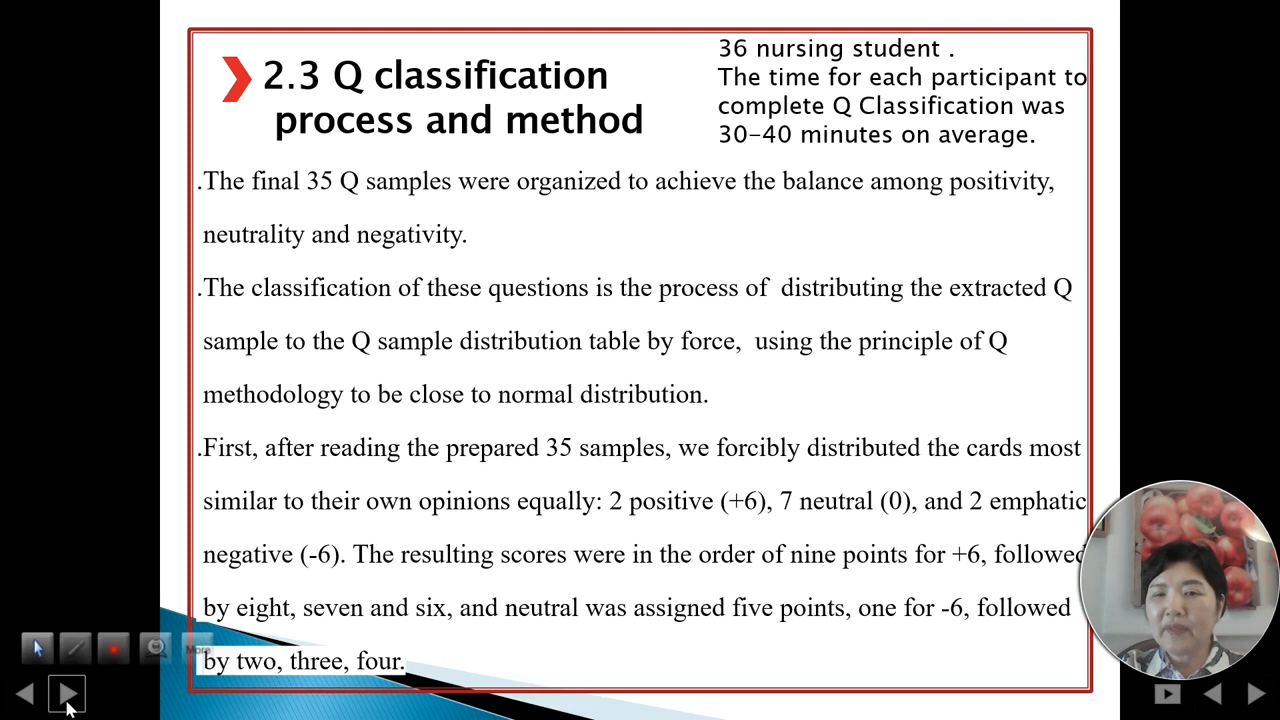 2.3 Q classification
process and method
36 nursing student .
The time for each participant to
complete Q Classification was
30-40 minutes on average.
.The final 35 Q samples were organized to achieve the balance among positivity,
neutrality and negativity.
.The classification of these questions is the process of  distributing the extracted Q
sample to the Q sample distribution table by force,  using the principle of Q
methodology to be close to normal distribution.
.First, after reading the prepared 35 samples, we forcibly distributed the cards most
similar to their own opinions equally: 2 positive (+6), 7 neutral (0), and 2 emphatic
negative (-6). The resulting scores were in the order of nine points for +6, followed
by eight, seven and six, and neutral was assigned five points, one for -6, followed
by two, three, four.
More